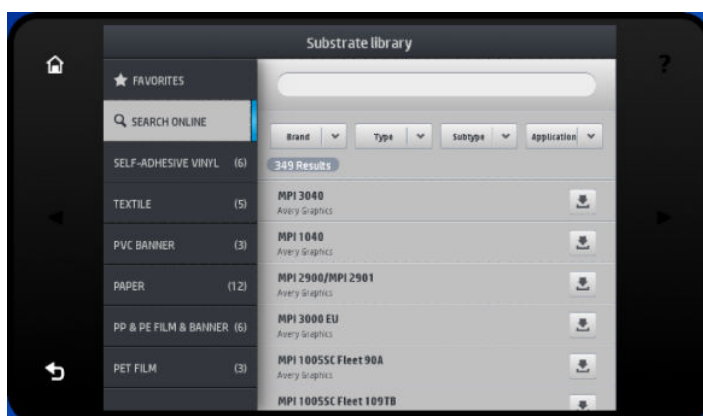 Substrate library
?
FAVORITES
SEARCH ONLINE
Brand
Type
Subtype
Application
SELF-ADHESIVE VINYL (6)
349 Results
TEXTILE (5)
MPI 3040
Avery Graphics
PVC BANNER (3)
MPI 1040
Avery Graphics
PAPER (12)
MPI 2900/MPI 2901
Avery Graphics
PP & PE FILM & BANNER (6)
MPI 3000 EU
Avery Graphics
PET FILM (3)
MPI 1005SC Fleet 90A
Avery Graphics
MPI 1005SC Fleet 109TB